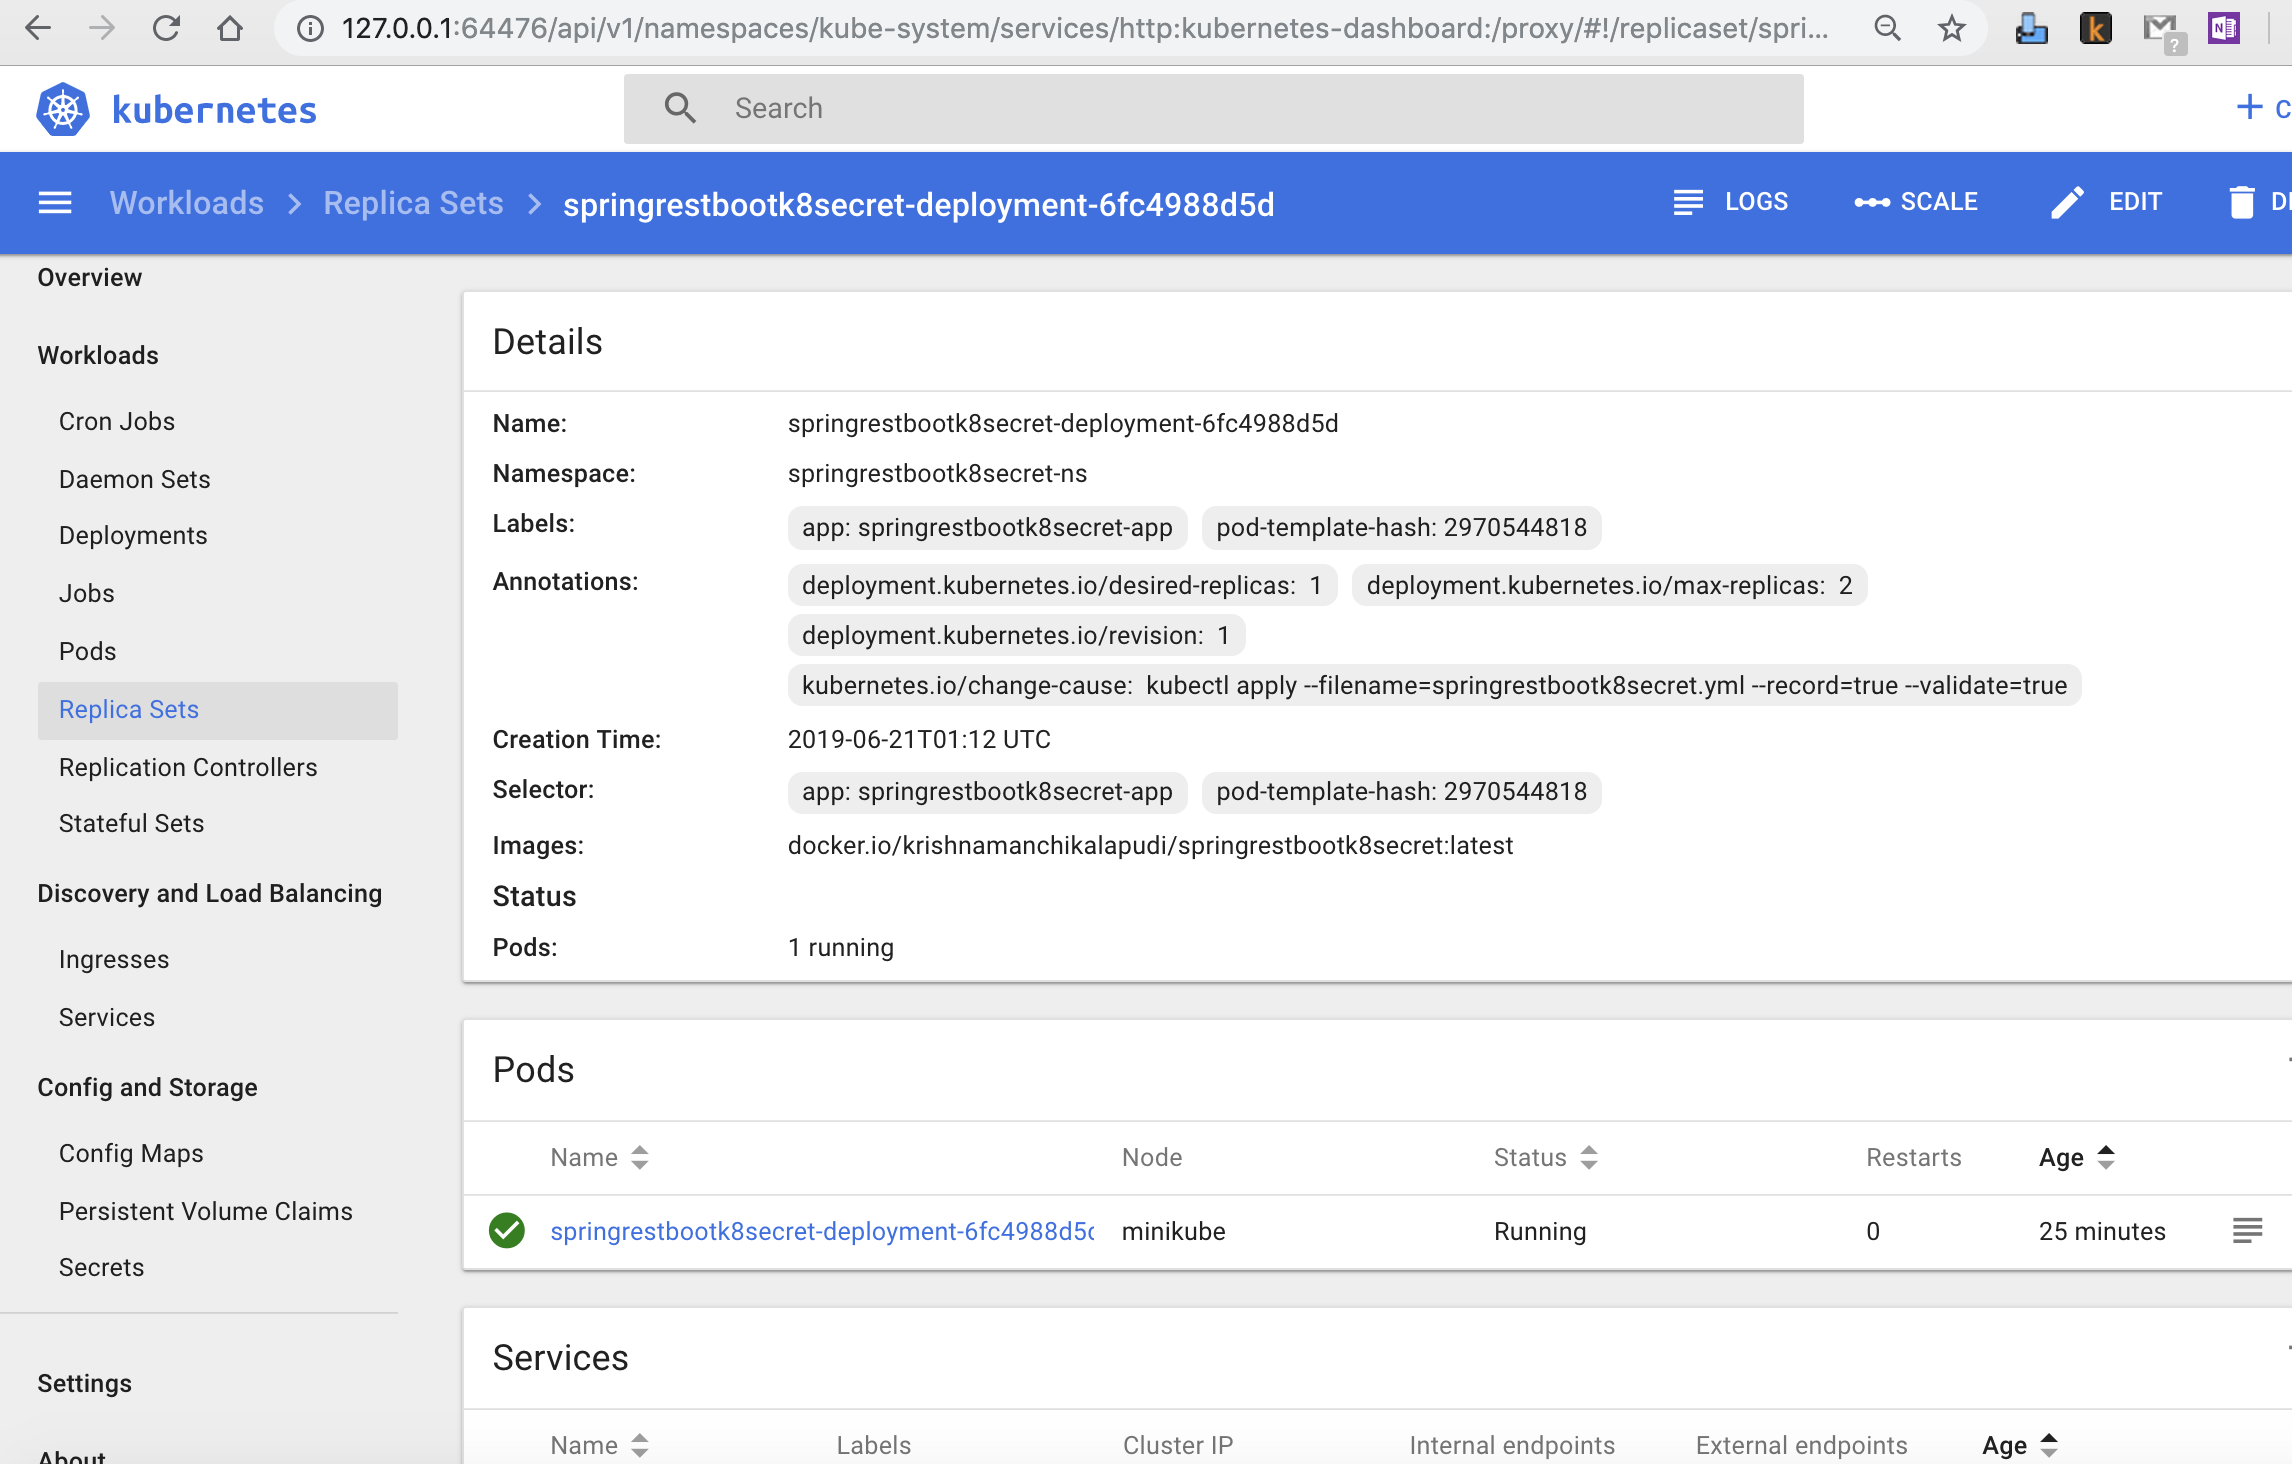 127.0.0.1:64476/api/v1/namespaces/kube-system/services/http:kubernetes-dashboard:/proxy/#!/replicaset/spri...
kubernetes
Search
Workloads > Replica Sets > springrestbootk8secret-deployment-6fc4988d5d
LOGS
SCALE
EDIT
Overview
Workloads
Cron Jobs
Daemon Sets
Deployments
Jobs
Pods
Replica Sets
Replication Controllers
Stateful Sets
Discovery and Load Balancing
Ingresses
Services
Config and Storage
Config Maps
Persistent Volume Claims
Secrets
Settings
About
Details
Name: springrestbootk8secret-deployment-6fc4988d5d
Namespace: springrestbootk8secret-ns
Labels: app: springrestbootk8secret-app pod-template-hash: 2970544818
Annotations: deployment.kubernetes.io/desired-replicas: 1 deployment.kubernetes.io/max-replicas: 2
deployment.kubernetes.io/revision: 1
kubernetes.io/change-cause: kubectl apply --filename=springrestbootk8secret.yml --record=true --validate=true
Creation Time: 2019-06-21T01:12 UTC
Selector: app: springrestbootk8secret-app pod-template-hash: 2970544818
Images: docker.io/krishnamanchikalapudi/springrestbootk8secret:latest
Status
Pods: 1 running
Pods
Name Node Status Restarts Age
springrestbootk8secret-deployment-6fc4988d5 minikube Running 0 25 minutes
Services
Name Labels Cluster IP Internal endpoints External endpoints Age